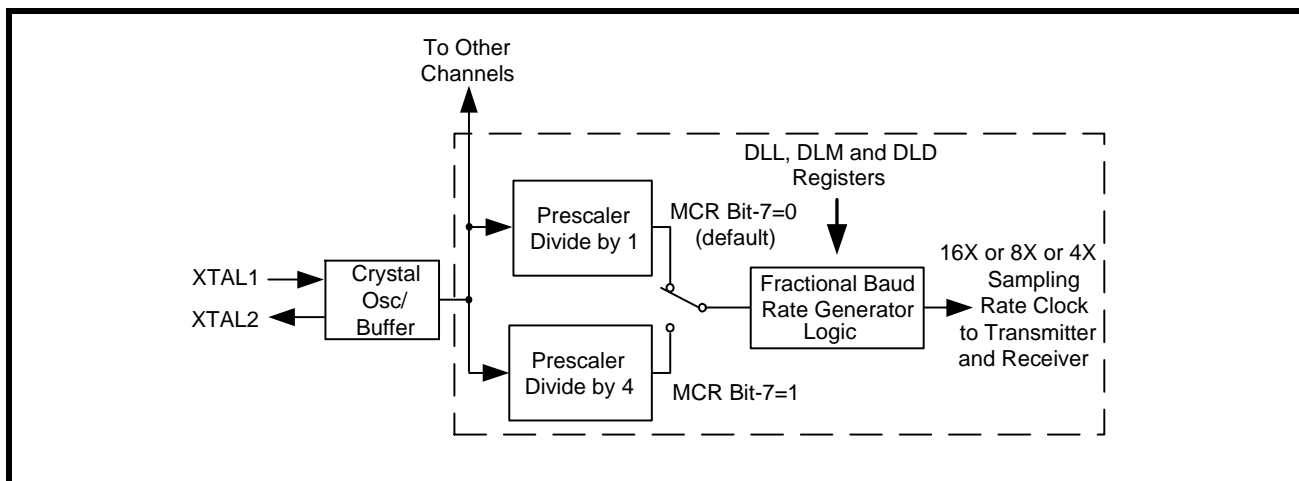 To Other
Channels
DLL, DLM and DLD
Registers
Prescaler
Divide by 1
MCR Bit-7=0
(default)
16X or 8X or 4X
Sampling
Rate Clock
to Transmitter
and Receiver
XTAL1
XTAL2
Crystal
Osc/
Buffer
Fractional Baud
Rate Generator
Logic
Prescaler
Divide by 4
MCR Bit-7=1